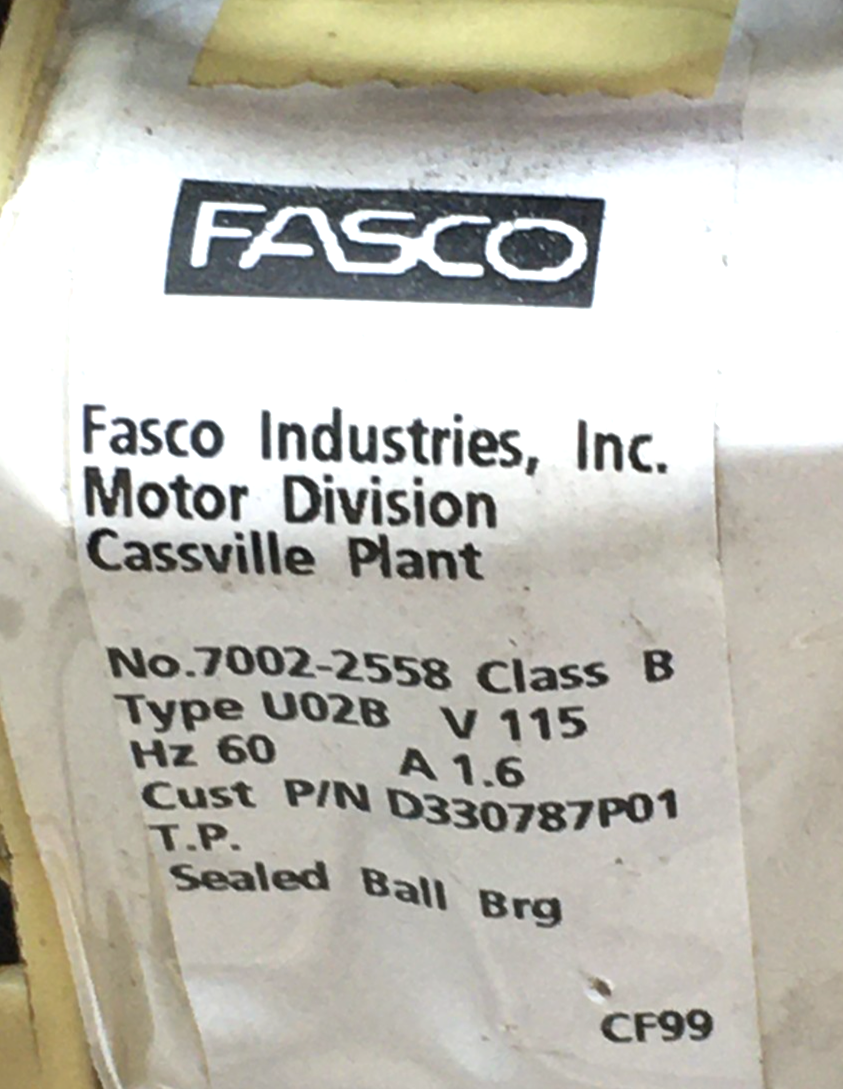 FASCO
Fasco Industries, Inc.
Motor Division
Cassville Plant
No.7002-2558 Class B
Type U02B V 115
Hz 60 A 1.6
Cust P/N D330787P01
T.P.
Sealed Ball Brg
CF99